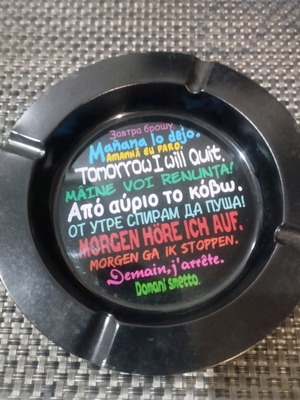 Завтра брошу.
Mañana lo dejo.
AMANHÃ EU PARO.
Tomorrow I will Quit.
MÂINE VOI RENUNȚA!
Από αύριο το κόβω.
ОТ УТРЕ СПИРАМ ДА ПУША!
MORGEN HÖRE ICH AUF.
MORGEN GA IK STOPPEN.
Demain, j'arrête.
Domani smetto.